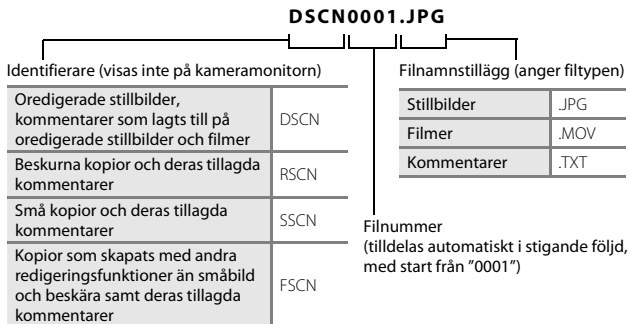 DSCN0001.JPG
Identifierare (visas inte på kameramonitorn)
Oredigerade stillbilder,
kommentarer som lagts till på
oredigerade stillbilder och filmer
DSCN
Beskurna kopior och deras tillagda
kommentarer
RSCN
Små kopior och deras tillagda
kommentarer
SSCN
Kopior som skapats med andra
redigeringsfunktioner än småbild
och beskära samt deras tillagda
kommentarer
FSCN
Filnamnstillägg (anger filtypen)
Stillbilder .JPG
Filmer .MOV
Kommentarer .TXT
Filnummer
(tilldelas automatiskt i stigande följd,
med start från ”0001”)